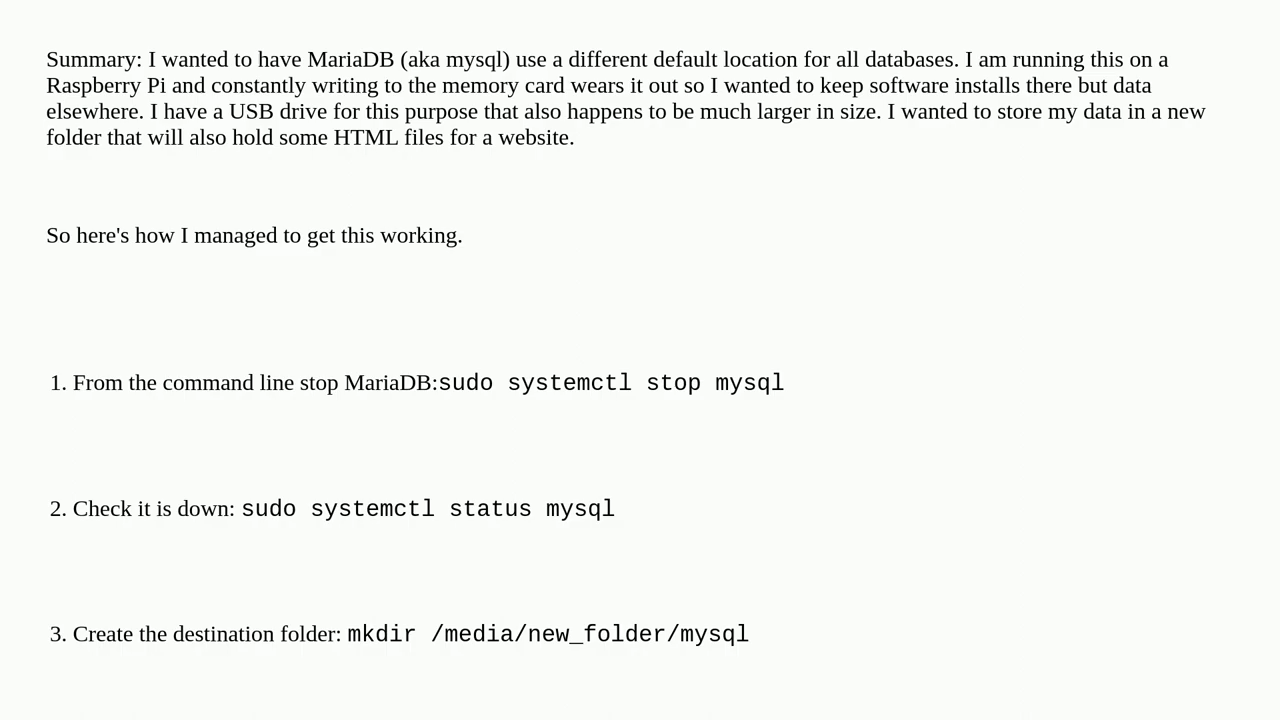 Summary: I wanted to have MariaDB (aka mysql) use a different default location for all databases. I am running this on a
Raspberry Pi and constantly writing to the memory card wears it out so I wanted to keep software installs there but data
elsewhere. I have a USB drive for this purpose that also happens to be much larger in size. I wanted to store my data in a new
folder that will also hold some HTML files for a website.
So here's how I managed to get this working.
1. From the command line stop MariaDB:sudo systemctl stop mysql
2. Check it is down: sudo systemctl status mysql
3. Create the destination folder: mkdir /media/new_folder/mysql